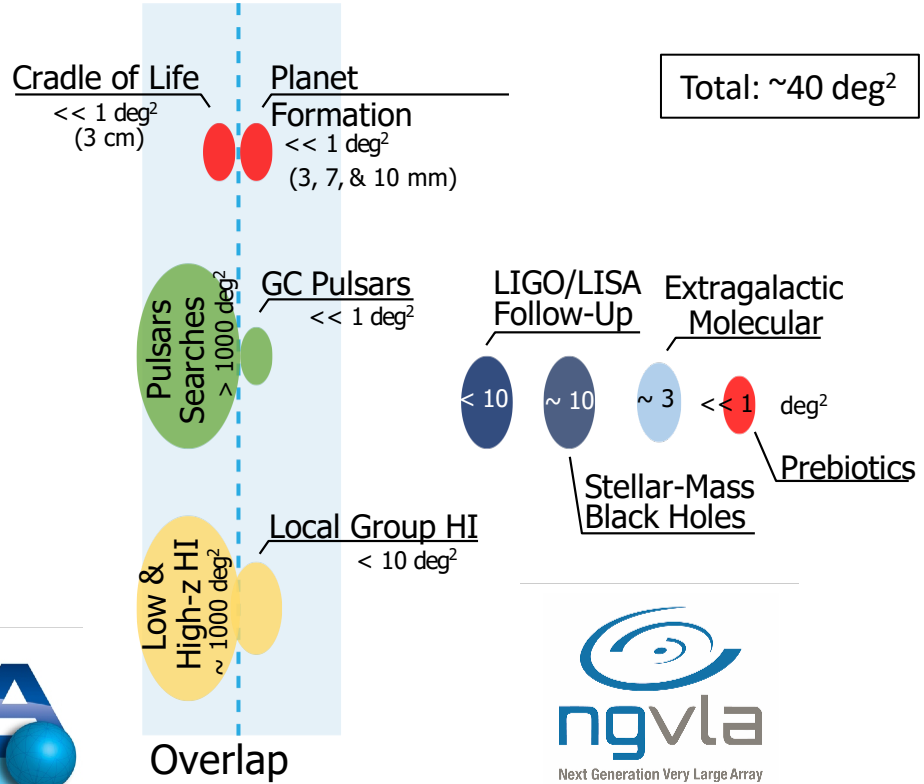 Cradle of Life
<< 1 deg²
(3 cm)
Planet
Formation
<< 1 deg²
(3, 7, & 10 mm)
Total: ~40 deg²
Pulsars
Searches
> 1000 deg²
GC Pulsars
<< 1 deg²
LIGO/LISA
Follow-Up
Extragalactic
Molecular
< 10
~ 10
~ 3
<< 1 deg²
Stellar-Mass
Black Holes
Prebiotics
Low &
High-z HI
~ 1000 deg²
Local Group HI
< 10 deg²
Overlap
ngvla
Next Generation Very Large Array